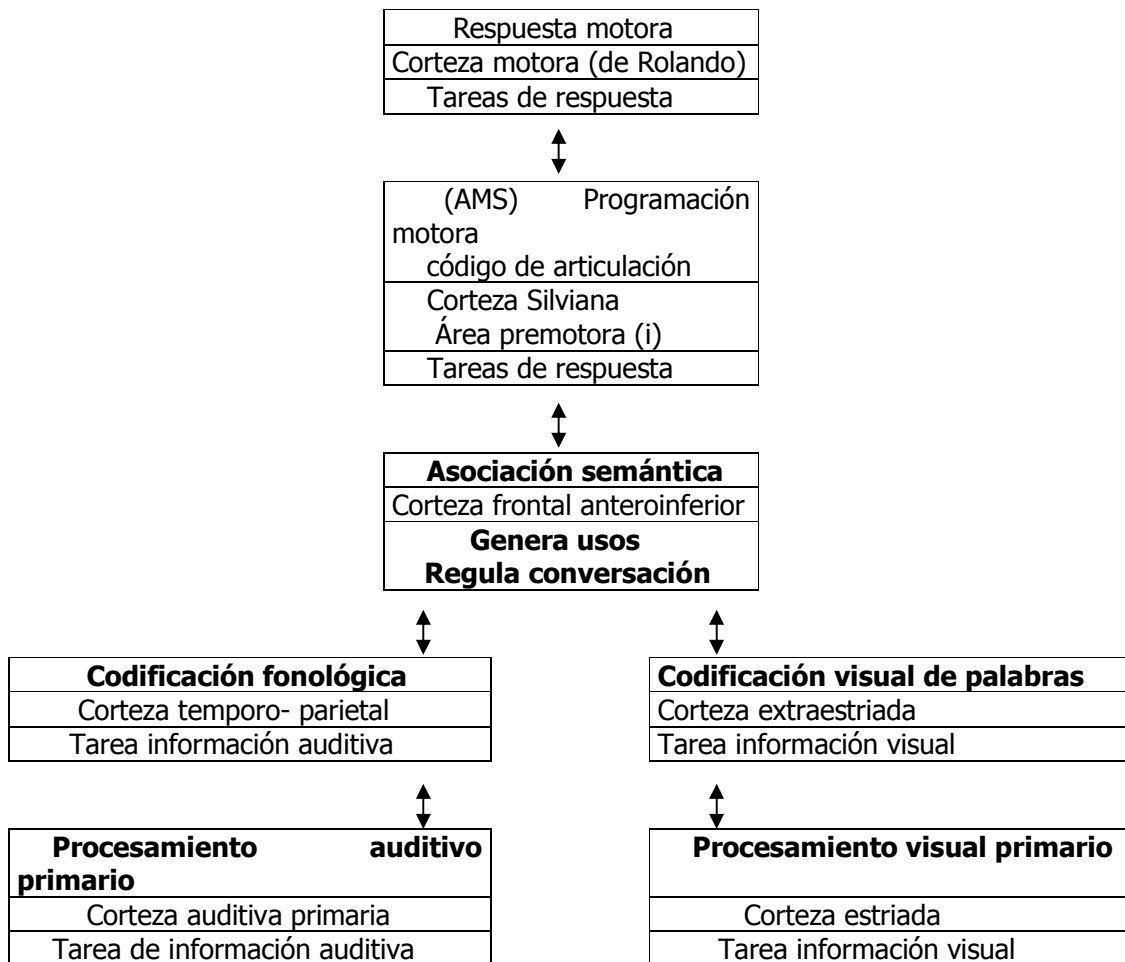 Respuesta motora
Corteza motora (de Rolando)
Tareas de respuesta
(AMS) Programación
motora
código de articulación
Corteza Silviana
Área premotora (i)
Tareas de respuesta
Asociación semántica
Corteza frontal anteroinferior
Genera usos
Regula conversación
Codificación fonológica
Corteza temporo- parietal
Tarea información auditiva
Codificación visual de palabras
Corteza extraestriada
Tarea información visual
Procesamiento auditivo
primario
Corteza auditiva primaria
Tarea de información auditiva
Procesamiento visual primario
Corteza estriada
Tarea información visual